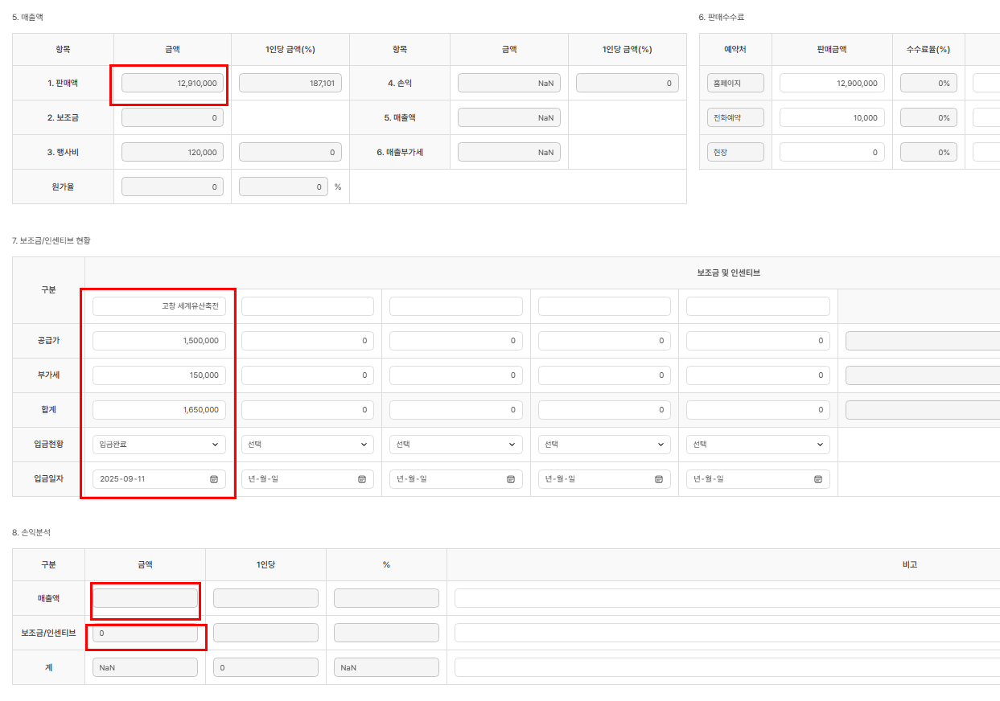 5. 매출액
6. 판매수수료
항목 금액 1인당 금액(%) 항목 금액 1인당 금액(%)
예약처 판매금액 수수료율(%)
1. 판매액 12,910,000 187,101 4. 손익 NaN 0
홈페이지 12,900,000 0%
2. 보조금 0 5. 매출액 NaN
전화예약 10,000 0%
3. 행사비 120,000 0 6. 매출부가세 NaN
현장 0 0%
원가율 0 0 %
7. 보조금/인센티브 현황
구분 보조금 및 인센티브
고창 세계유산축전
공급가 1,500,000 0 0 0 0
부가세 150,000 0 0 0 0
합계 1,650,000 0 0 0 0
입금현황 입금완료 선택 선택 선택 선택
입금일자 2025-09-11 년-월-일 년-월-일 년-월-일 년-월-일
8. 손익분석
구분 금액 1인당 % 비고
매출액
보조금/인센티브 0
계 NaN 0 NaN